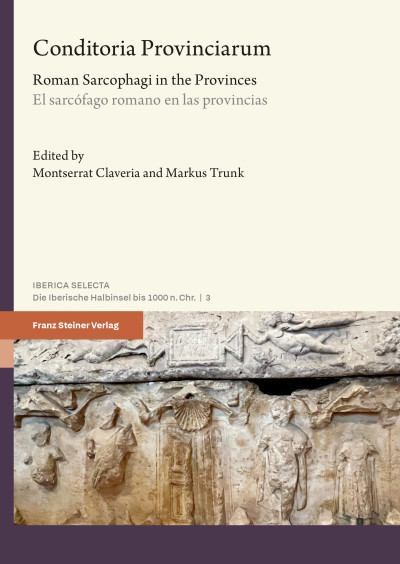 Conditoria Provinciarum
Roman Sarcophagi in the Provinces
El sarcófago romano en las provincias
Edited by
Montserrat Claveria and Markus Trunk
IBERICA SELECTA
Die Iberische Halbinsel bis 1000 n. Chr. | 3
Franz Steiner Verlag